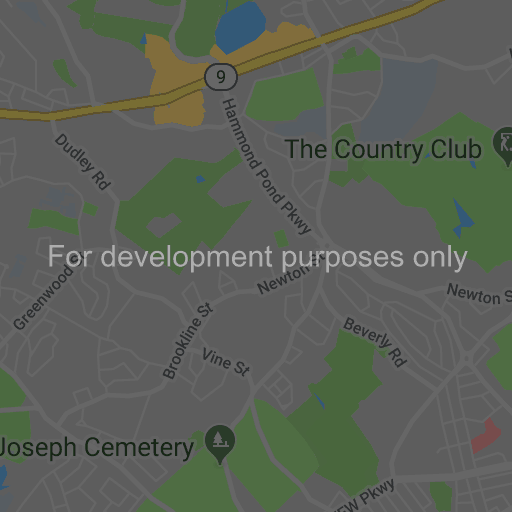 9
Hammond Pond Pkwy
Dudley Rd
The Country Club
For development purposes only
Greenwood
Newton St
Newton S
Brookline St
Beverly Rd
Vine St
Joseph Cemetery
FW Pkwy